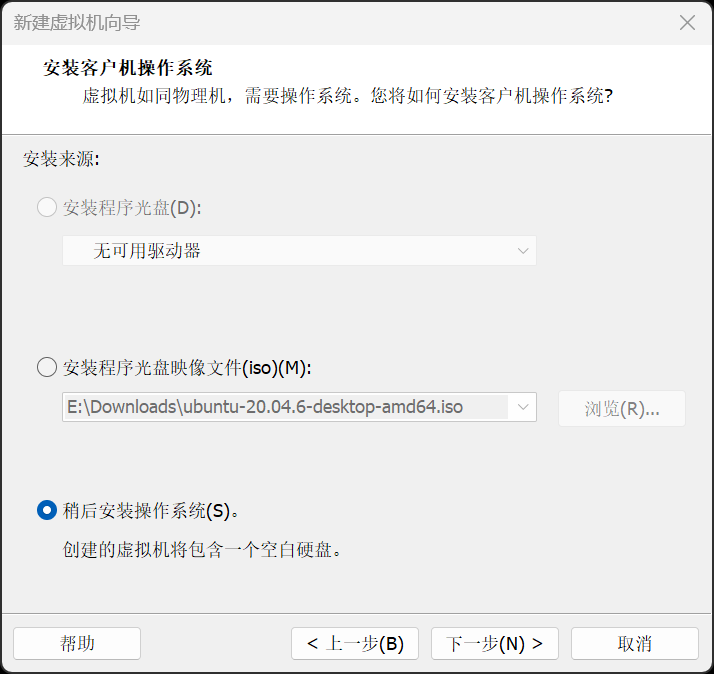 新建虚拟机向导
安装客户机操作系统
虚拟机如同物理机，需要操作系统。您将如何安装客户机操作系统?
安装来源:
安装程序光盘(D):
无可用驱动器
安装程序光盘映像文件(iso)(M):
E:\Downloads\ubuntu-20.04.6-desktop-amd64.iso
浏览(R)...
稍后安装操作系统(S)。
创建的虚拟机将包含一个空白硬盘。
帮助
< 上一步(B)
下一步(N) >
取消